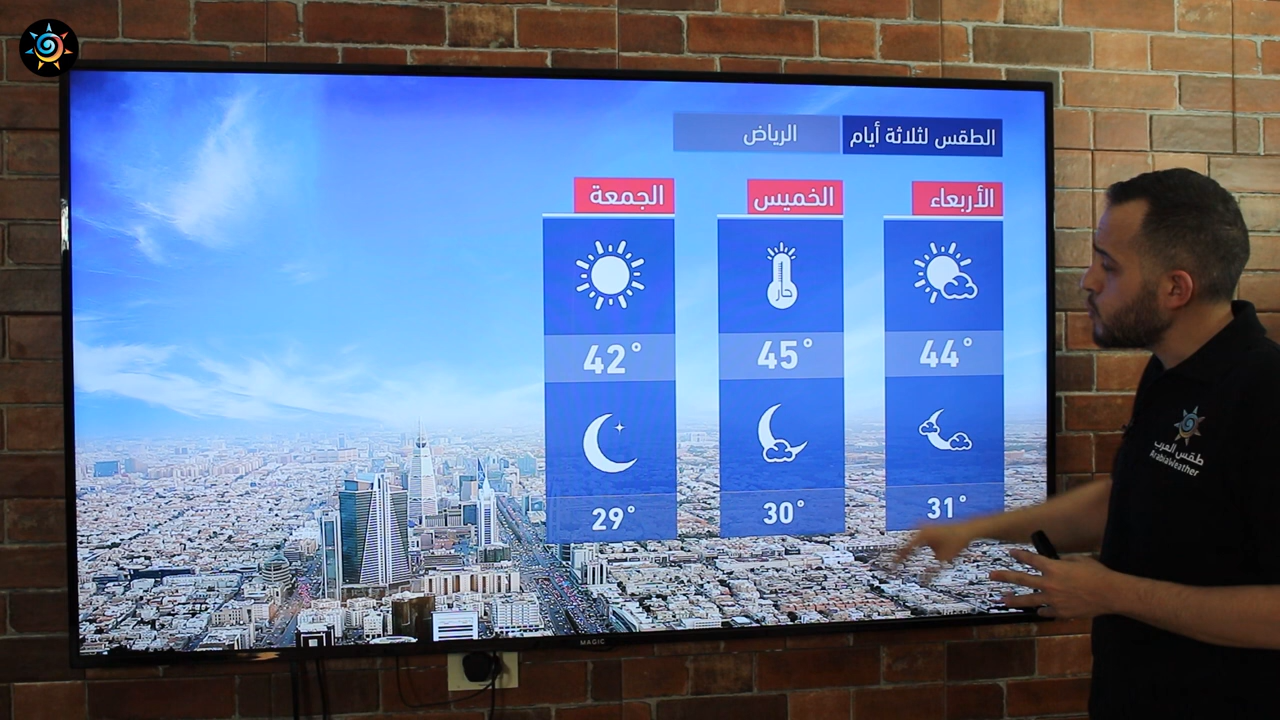 الطقس لثلاثة أيام
الرياض
الأربعاء
الخميس
الجمعة
حار
44°
45°
42°
31°
30°
29°
MAGIC
طقس العرب
ArabiaWeather